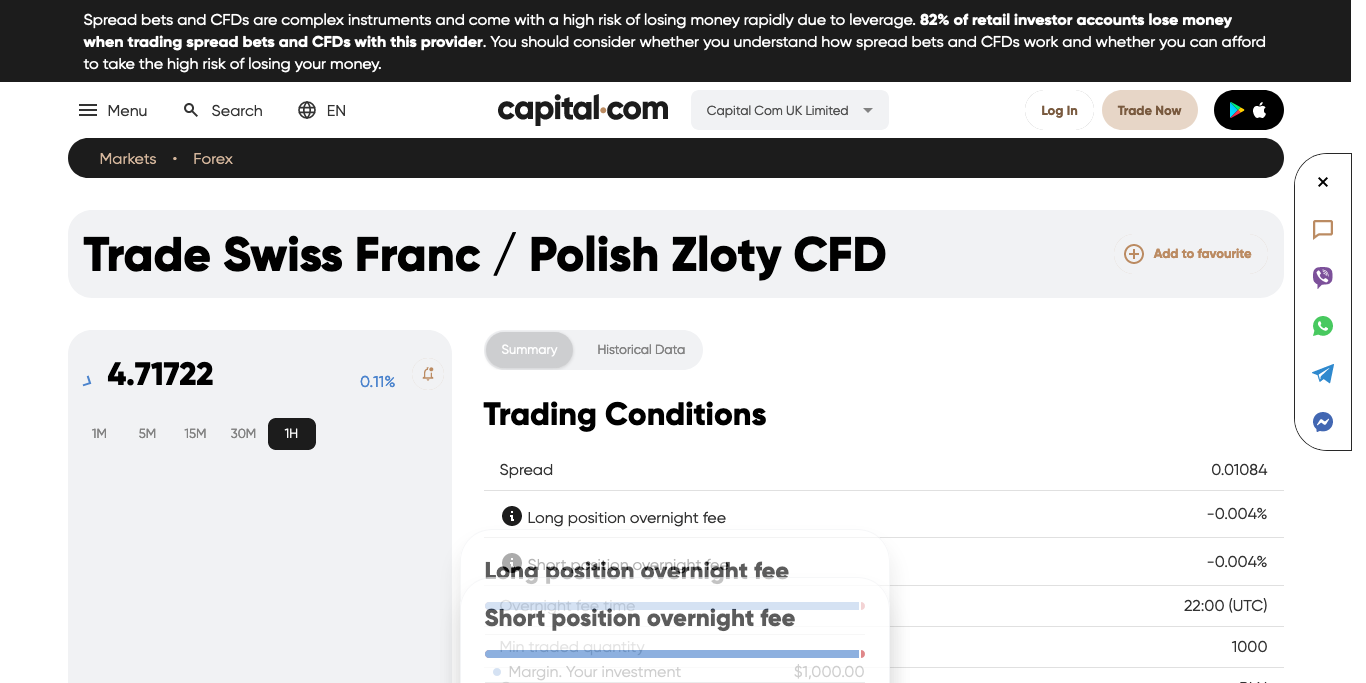 Spread bets and CFDs are complex instruments and come with a high risk of losing money rapidly due to leverage. 82% of retail investor accounts lose money
when trading spread bets and CFDs with this provider. You should consider whether you understand how spread bets and CFDs work and whether you can afford
to take the high risk of losing your money.
Menu Search EN capital.com Capital Com UK Limited Log In Trade Now
Markets • Forex
Trade Swiss Franc / Polish Zloty CFD Add to favourite
4.71722 0.11%
1M 5M 15M 30M 1H
Summary Historical Data
Trading Conditions
Spread 0.01084
Long position overnight fee -0.004%
Short position overnight fee -0.004%
Long position overnight fee
Overnight fee time 22:00 (UTC)
Short position overnight fee
Min traded quantity 1000
Margin. Your investment $1,000.00